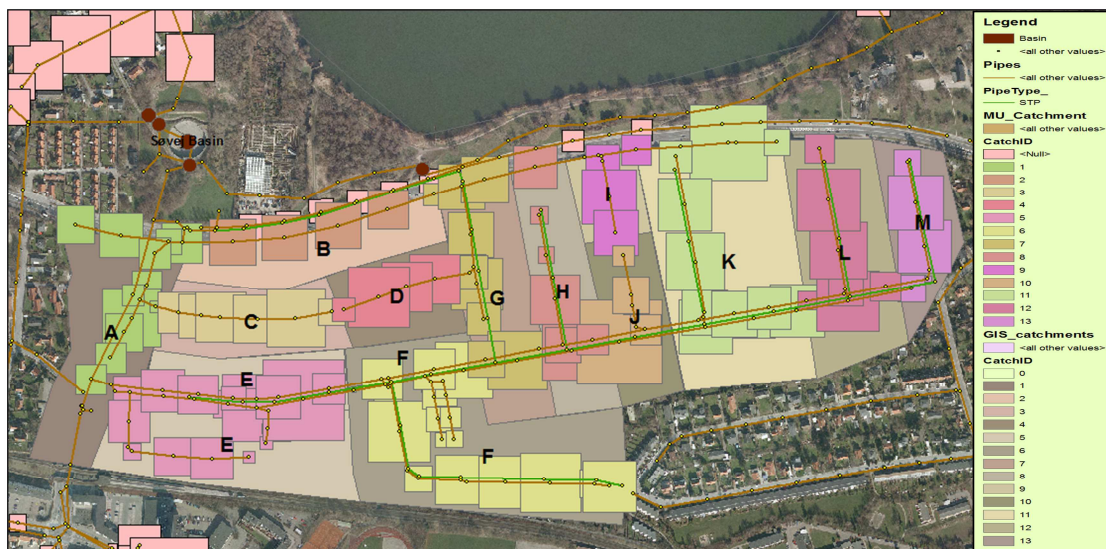 Søvej Basin
A
B
C
D
E
E
F
F
G
H
I
J
K
L
M
Legend
Basin
<all other values>
Pipes
<all other values>
PipeType_
STP
MU_Catchment
<all other values>
CatchID
<Null>
1
2
3
4
5
6
7
8
9
10
11
12
13
GIS_catchments
<all other values>
CatchID
0
1
2
3
4
5
6
7
8
9
10
11
12
13